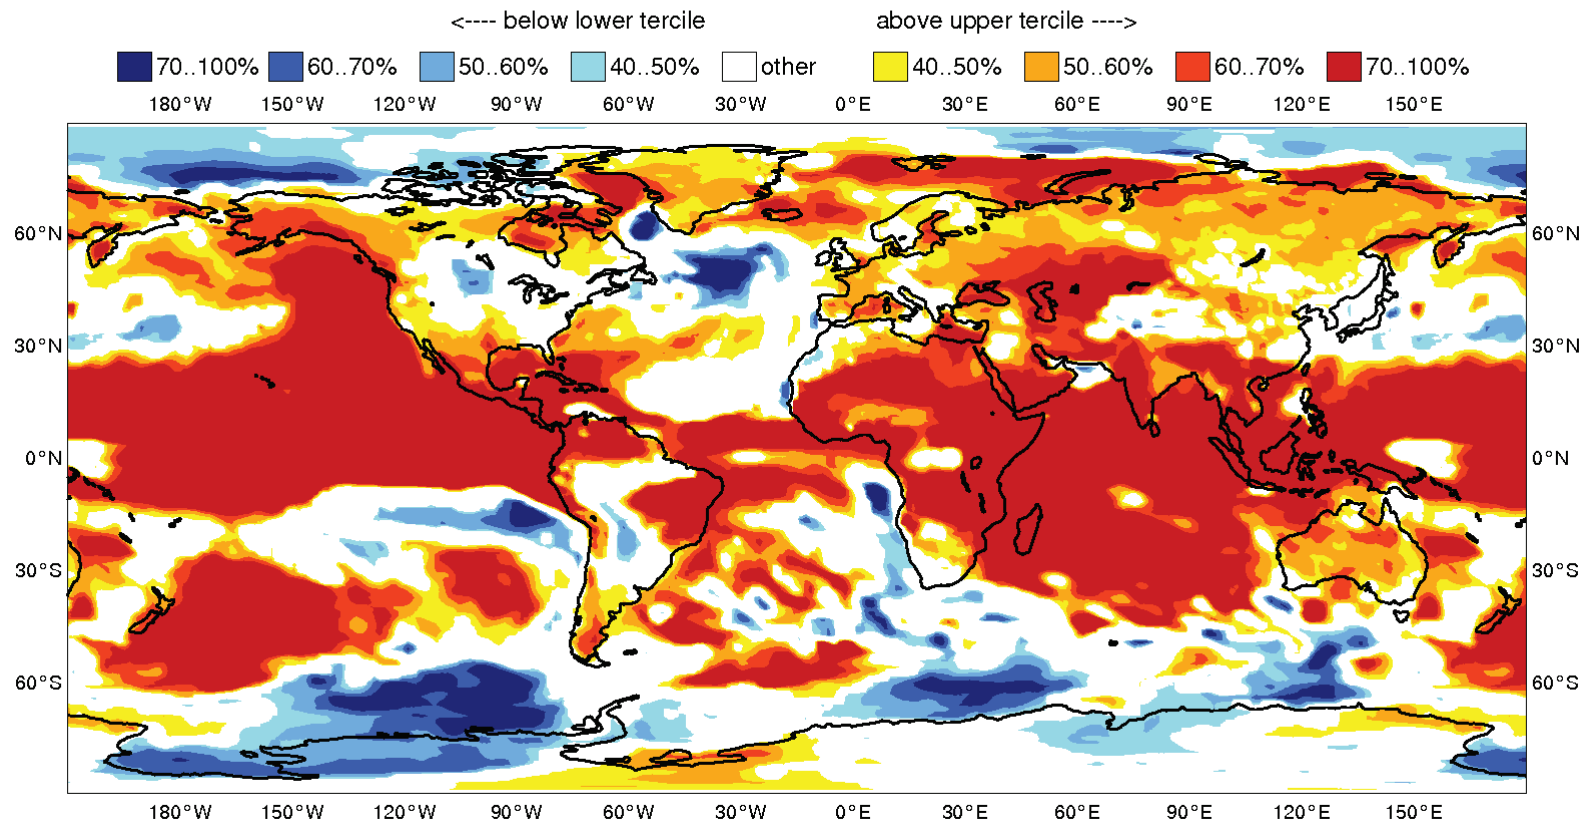 <---- below lower tercile above upper tercile ---->
70..100% 60..70% 50..60% 40..50% other 40..50% 50..60% 60..70% 70..100%
180°W 150°W 120°W 90°W 60°W 30°W 0°E 30°E 60°E 90°E 120°E 150°E
60°N 60°N
30°N 30°N
0°N 0°N
30°S 30°S
60°S 60°S
180°W 150°W 120°W 90°W 60°W 30°W 0°E 30°E 60°E 90°E 120°E 150°E